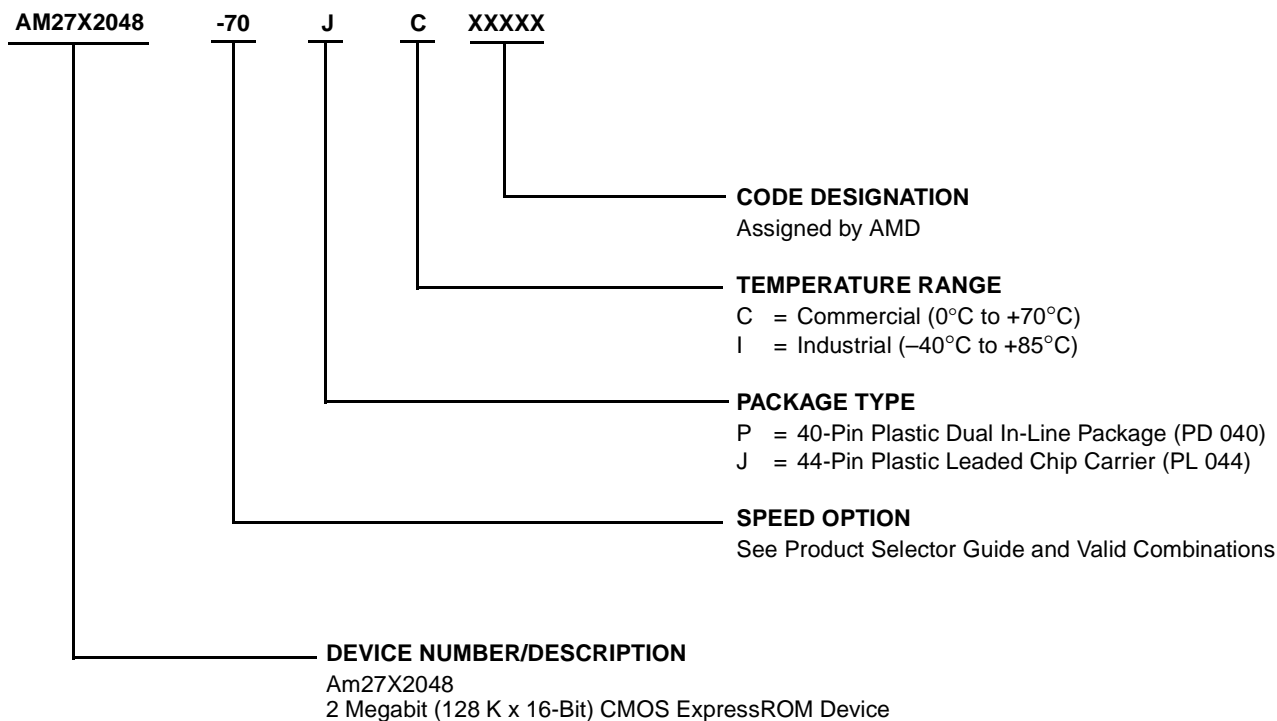 AM27X2048 -70 J C XXXXX
CODE DESIGNATION
Assigned by AMD
TEMPERATURE RANGE
C = Commercial (0°C to +70°C)
I = Industrial (–40°C to +85°C)
PACKAGE TYPE
P = 40-Pin Plastic Dual In-Line Package (PD 040)
J = 44-Pin Plastic Leaded Chip Carrier (PL 044)
SPEED OPTION
See Product Selector Guide and Valid Combinations
DEVICE NUMBER/DESCRIPTION
Am27X2048
2 Megabit (128 K x 16-Bit) CMOS ExpressROM Device